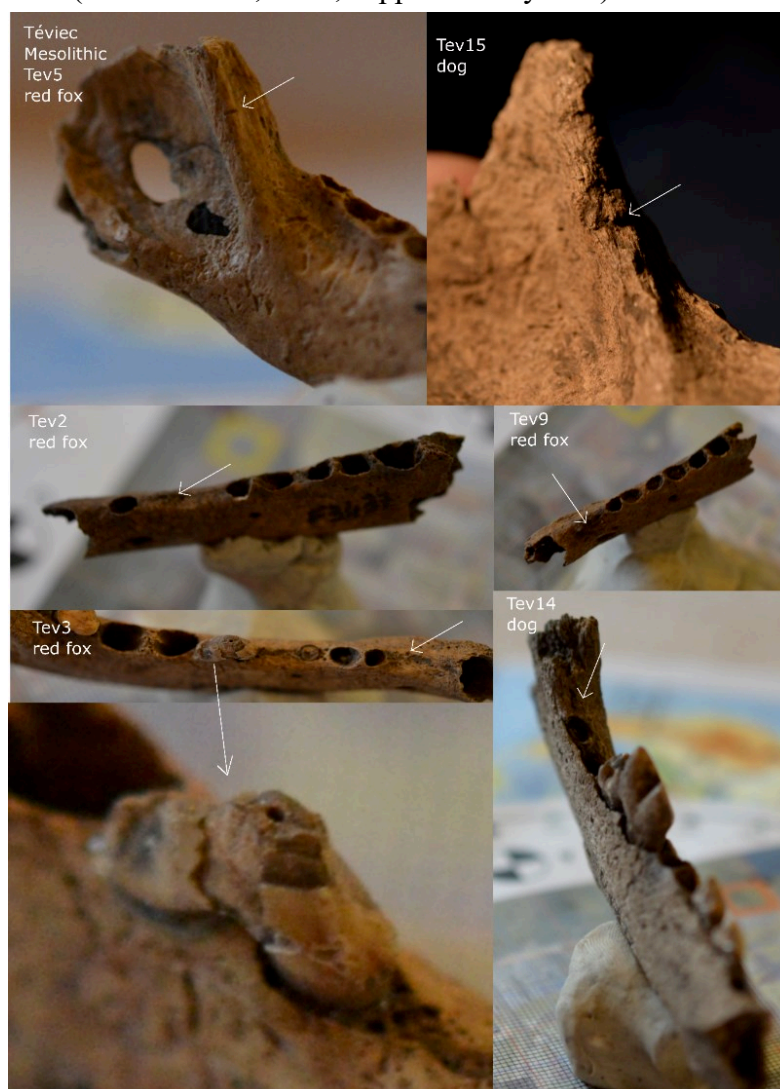 Téviec
Mesolithic
Tev5
red fox
Tev15
dog
Tev2
red fox
Tev9
red fox
Tev3
red fox
Tev14
dog